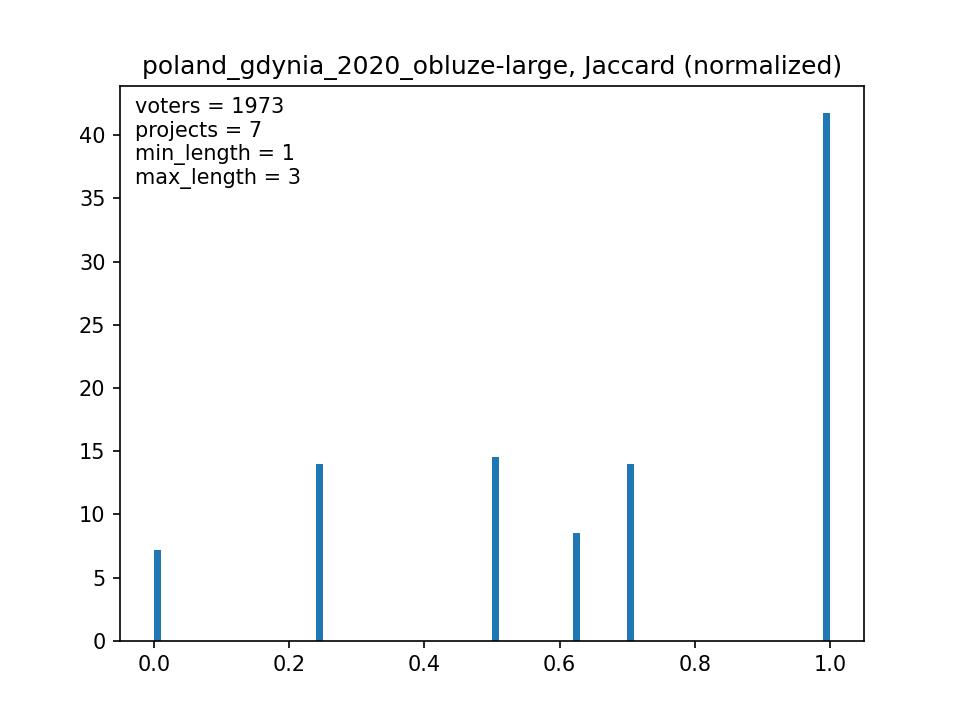 poland_gdynia_2020_obluze-large, Jaccard (normalized)
voters = 1973
projects = 7
min_length = 1
max_length = 3
40
35
30
25
20
15
10
5
0
0.0 0.2 0.4 0.6 0.8 1.0